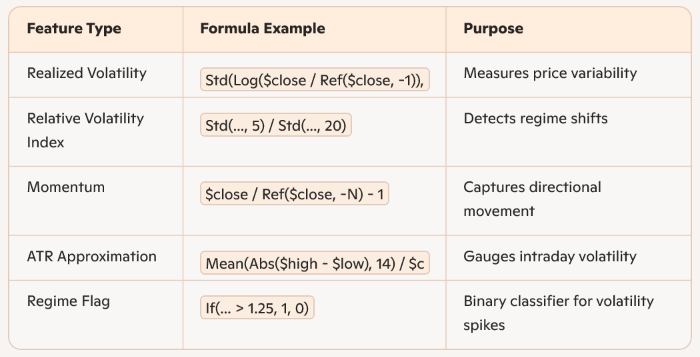 Feature Type Formula Example Purpose
Realized Volatility Std(Log($close / Ref($close, -1)), Measures price variability
Relative Volatility Std(..., 5) / Std(..., 20) Detects regime shifts
Index
Momentum $close / Ref($close, -N) - 1 Captures directional
movement
ATR Approximation Mean(Abs($high - $low), 14) / $c Gauges intraday volatility
Regime Flag If(... > 1.25, 1, 0) Binary classifier for volatility
spikes